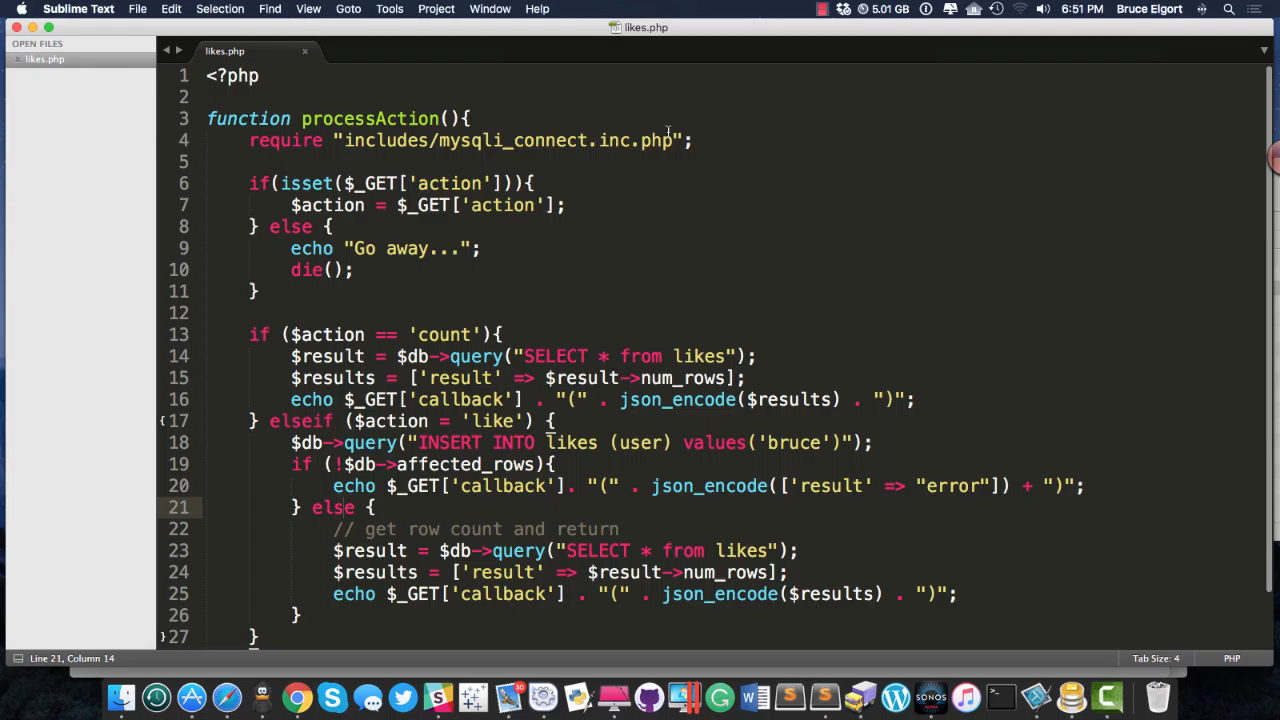 Sublime Text File Edit Selection Find View Goto Tools Project Window Help 5.01 GB 6:51 PM Bruce Elgort
likes.php
OPEN FILES
likes.php
likes.php
1 <?php
2
3 function processAction(){
4 require "includes/mysqli_connect.inc.php";
5
6 if(isset($_GET['action'])){
7 $action = $_GET['action'];
8 } else {
9 echo "Go away...";
10 die();
11 }
12
13 if ($action == 'count'){
14 $result = $db->query("SELECT * from likes");
15 $results = ['result' => $result->num_rows];
16 echo $_GET['callback'] . "(" . json_encode($results) . ")";
17 } elseif ($action = 'like') {
18 $db->query("INSERT INTO likes (user) values('bruce')");
19 if (!$db->affected_rows){
20 echo $_GET['callback']. "(" . json_encode(['result' => "error"]) + ")";
21 } else {
22 // get row count and return
23 $result = $db->query("SELECT * from likes");
24 $results = ['result' => $result->num_rows];
25 echo $_GET['callback'] . "(" . json_encode($results) . ")";
26 }
27 }
Line 21, Column 14 Tab Size: 4 PHP
SONOS